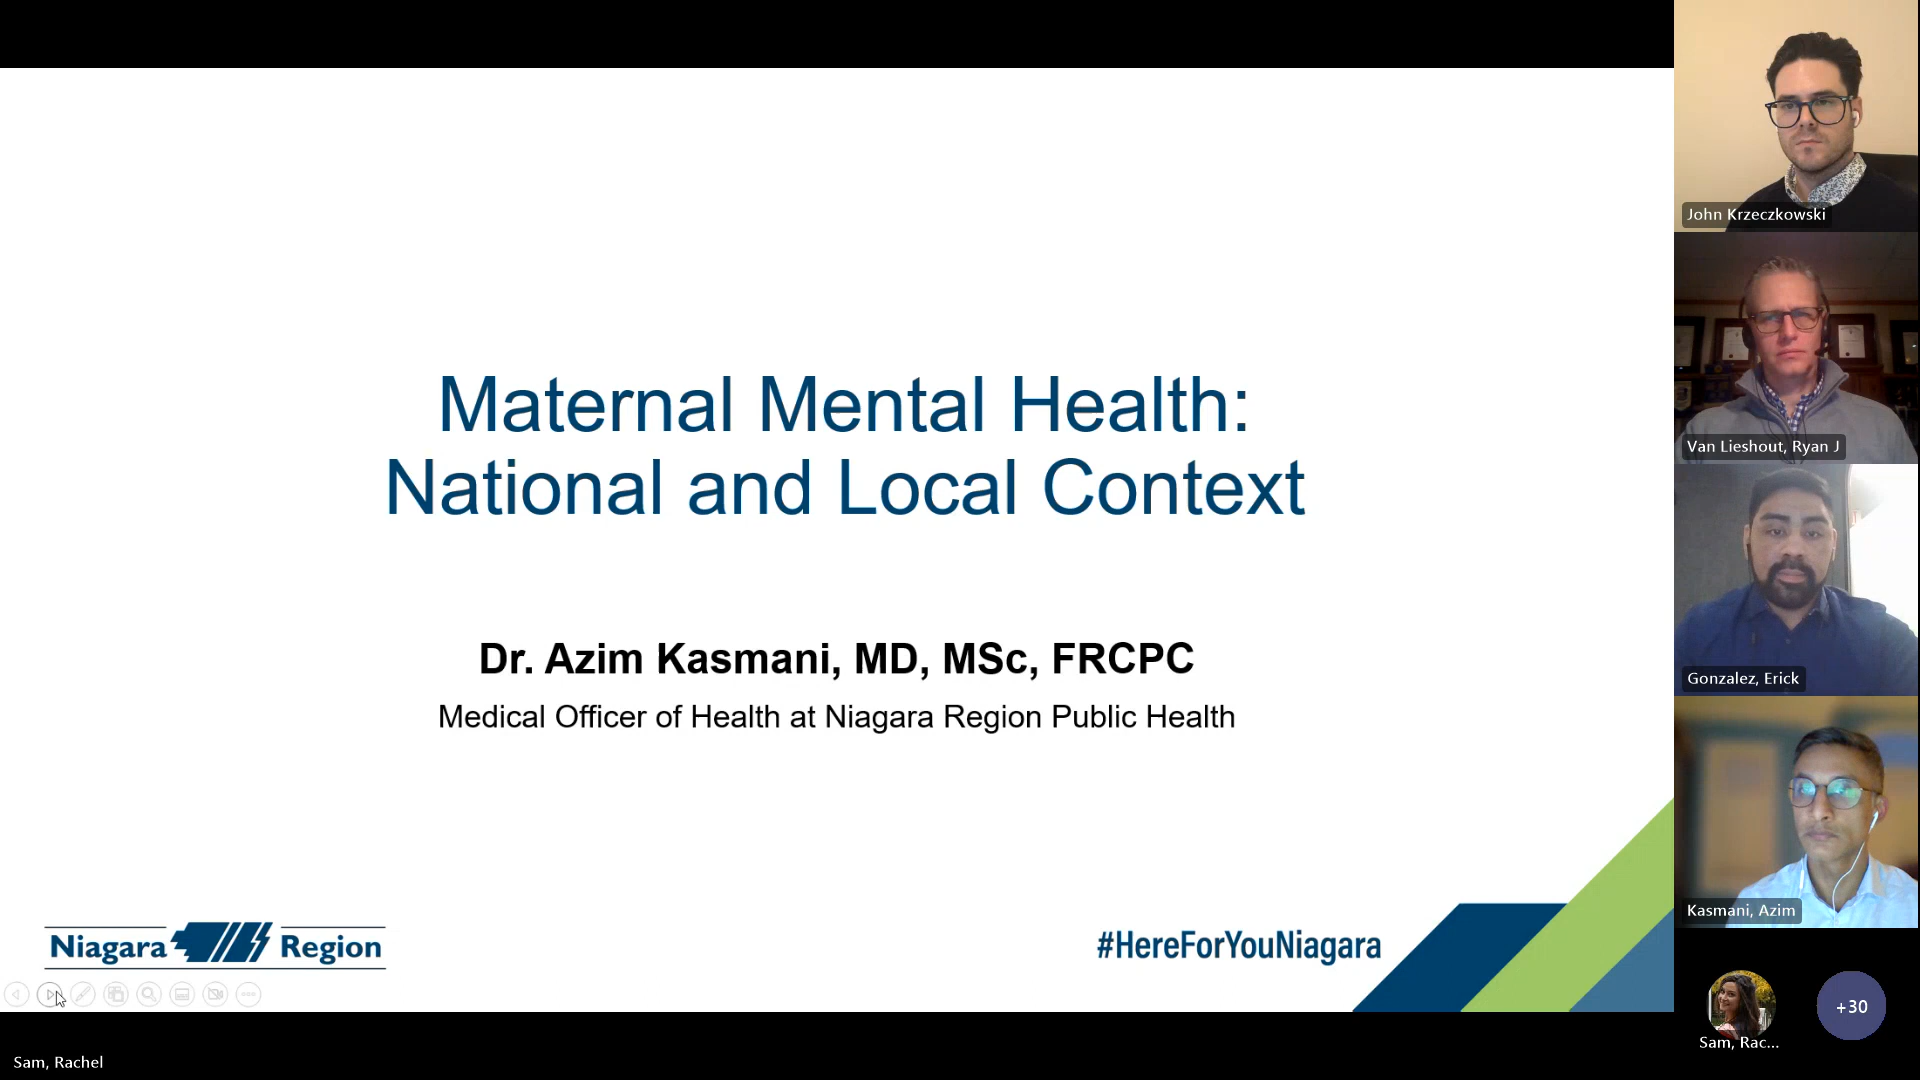 Maternal Mental Health:
National and Local Context
Dr. Azim Kasmani, MD, MSc, FRCPC
Medical Officer of Health at Niagara Region Public Health
Niagara Region
#HereForYouNiagara
Sam, Rachel
John Krzeczkowski
Van Lieshout, Ryan J
Gonzalez, Erick
Kasmani, Azim
Sam, Rac...
+30